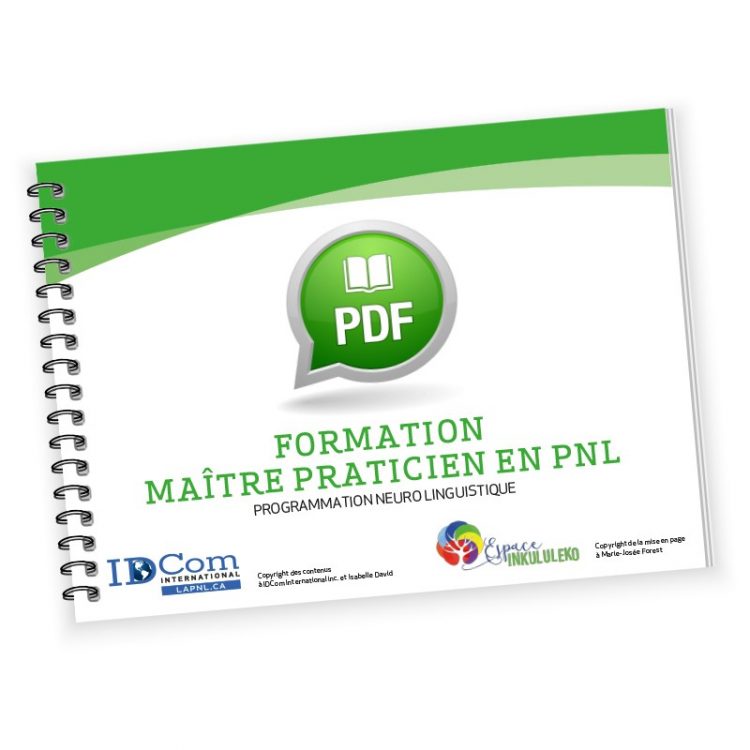 PDF
FORMATION
MAÎTRE PRATICIEN EN PNL
PROGRAMMATION NEURO LINGUISTIQUE
IDCom
INTERNATIONAL
LAPNL.CA
Copyright des contenus
à IDCom International inc. et Isabelle David
Espace
INKULULEKO
Copyright de la mise en page
à Marie-Josée Forest